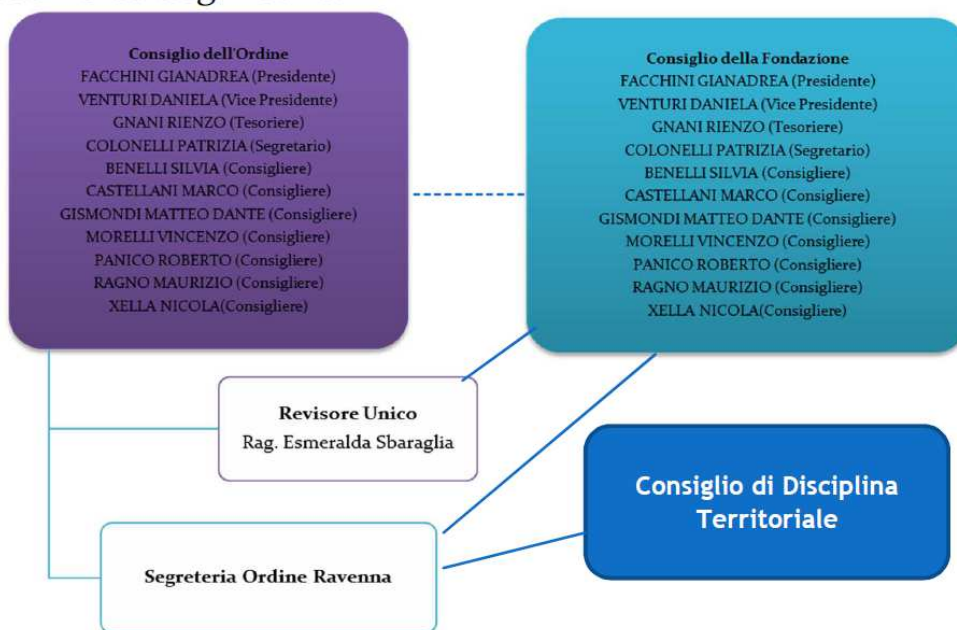 Consiglio dell'Ordine
FACCHINI GIANADREA (Presidente)
VENTURI DANIELA (Vice Presidente)
GNANI RIENZO (Tesoriere)
COLONELLI PATRIZIA (Segretario)
BENELLI SILVIA (Consigliere)
CASTELLANI MARCO (Consigliere)
GISMONDI MATTEO DANTE (Consigliere)
MORELLI VINCENZO (Consigliere)
PANICO ROBERTO (Consigliere)
RAGNO MAURIZIO (Consigliere)
XELLA NICOLA(Consigliere)
Consiglio della Fondazione
FACCHINI GIANADREA (Presidente)
VENTURI DANIELA (Vice Presidente)
GNANI RIENZO (Tesoriere)
COLONELLI PATRIZIA (Segretario)
BENELLI SILVIA (Consigliere)
CASTELLANI MARCO (Consigliere)
GISMONDI MATTEO DANTE (Consigliere)
MORELLI VINCENZO (Consigliere)
PANICO ROBERTO (Consigliere)
RAGNO MAURIZIO (Consigliere)
XELLA NICOLA(Consigliere)
Revisore Unico
Rag. Esmeralda Sbaraglia
Consiglio di Disciplina
Territoriale
Segreteria Ordine Ravenna